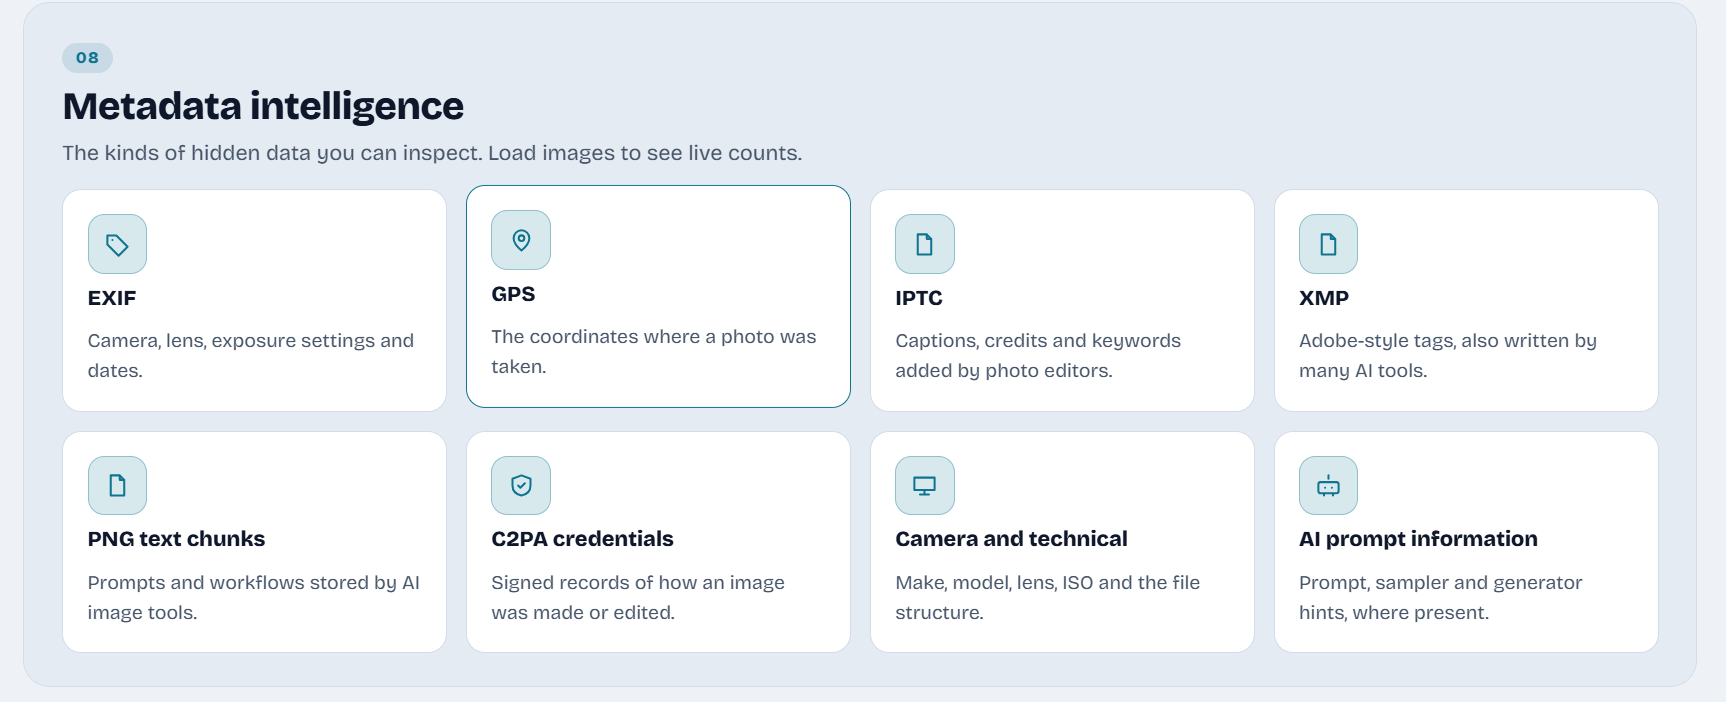 08
Metadata intelligence
The kinds of hidden data you can inspect. Load images to see live counts.
EXIF
Camera, lens, exposure settings and
dates.
GPS
The coordinates where a photo was
taken.
IPTC
Captions, credits and keywords
added by photo editors.
XMP
Adobe-style tags, also written by
many AI tools.
PNG text chunks
Prompts and workflows stored by AI
image tools.
C2PA credentials
Signed records of how an image
was made or edited.
Camera and technical
Make, model, lens, ISO and the file
structure.
AI prompt information
Prompt, sampler and generator
hints, where present.